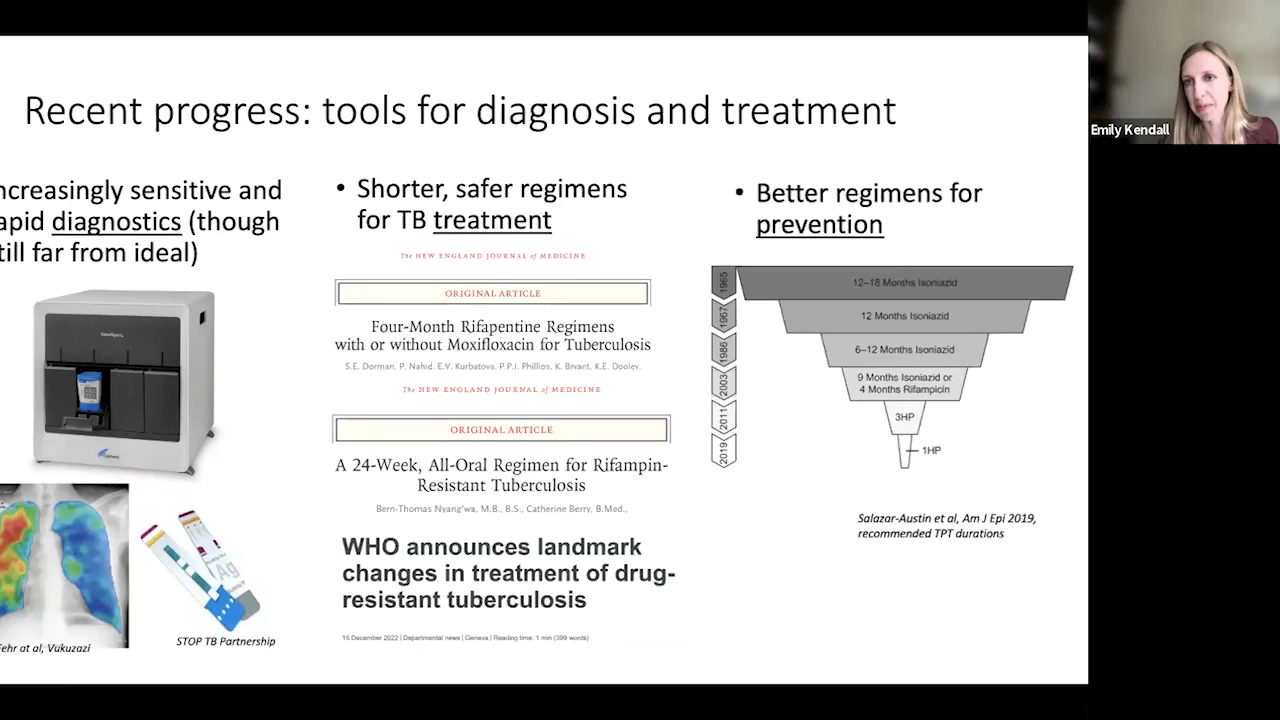 Recent progress: tools for diagnosis and treatment
Emily Kendall
ncreasingly sensitive and
apid diagnostics (though
till far from ideal)
STOP TB Partnership
Fehr at al, Vukuzazi
• Shorter, safer regimens
for TB treatment
The NEW ENGLAND JOURNAL of MEDICINE
ORIGINAL ARTICLE
Four-Month Rifapentine Regimens
with or without Moxifloxacin for Tuberculosis
S.E. Dorman, P. Nahid, E.V. Kurbatova, P.P.J. Phillips, K. Bryant, K.E. Dooley,
The NEW ENGLAND JOURNAL of MEDICINE
ORIGINAL ARTICLE
A 24-Week, All-Oral Regimen for Rifampin-
Resistant Tuberculosis
Bern-Thomas Nyang'wa, M.B., B.S., Catherine Berry, B.Med.,
WHO announces landmark
changes in treatment of drug-
resistant tuberculosis
15 December 2022 | Departmental news | Geneva | Reading time: 1 min (399 words)
• Better regimens for
prevention
1965
12–18 Months Isoniazid
1967
12 Months Isoniazid
1986
6–12 Months Isoniazid
2003
9 Months Isoniazid or
4 Months Rifampicin
2011
3HP
2019
1HP
Salazar-Austin et al, Am J Epi 2019,
recommended TPT durations